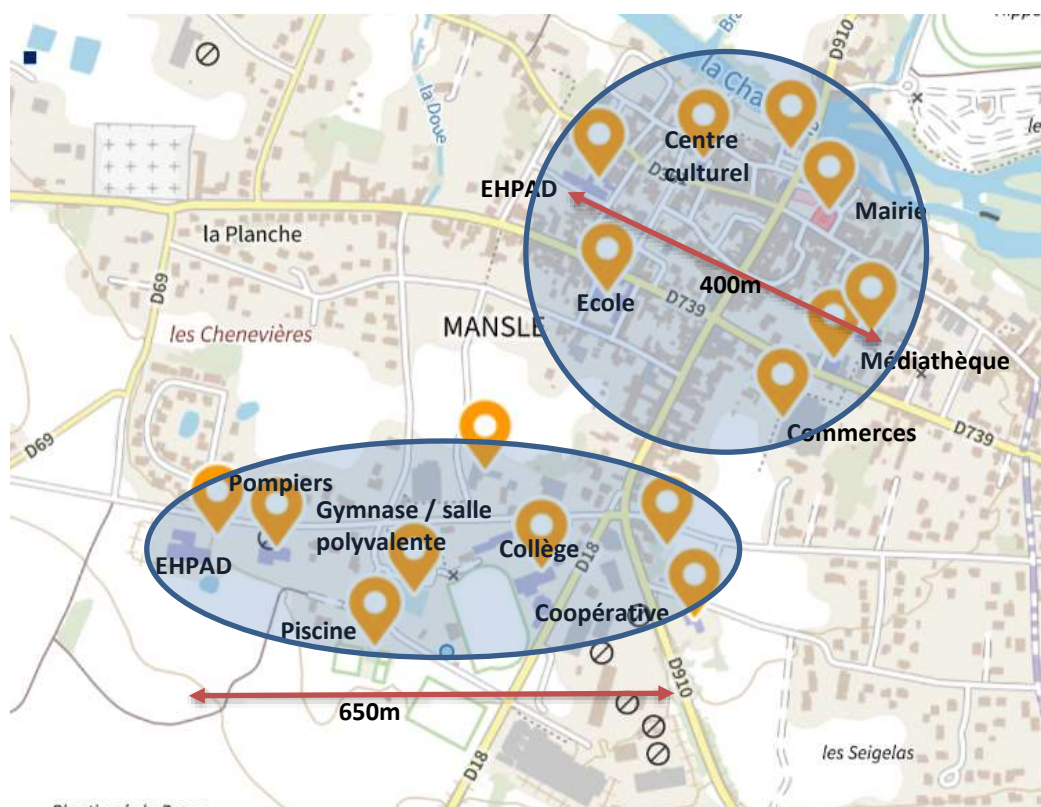 D910
la Cha
la Doue
Centre
culturel
EHPAD
Mairie
la Planche
D69
400m
Ecole
D739
les Chenevières
MANSLE
Médiathèque
D69
Commerces
D739
Pompiers
Gymnase / salle
polyvalente
Collège
EHPAD
D18
Coopérative
Piscine
D910
650m
D18
les Seigelas